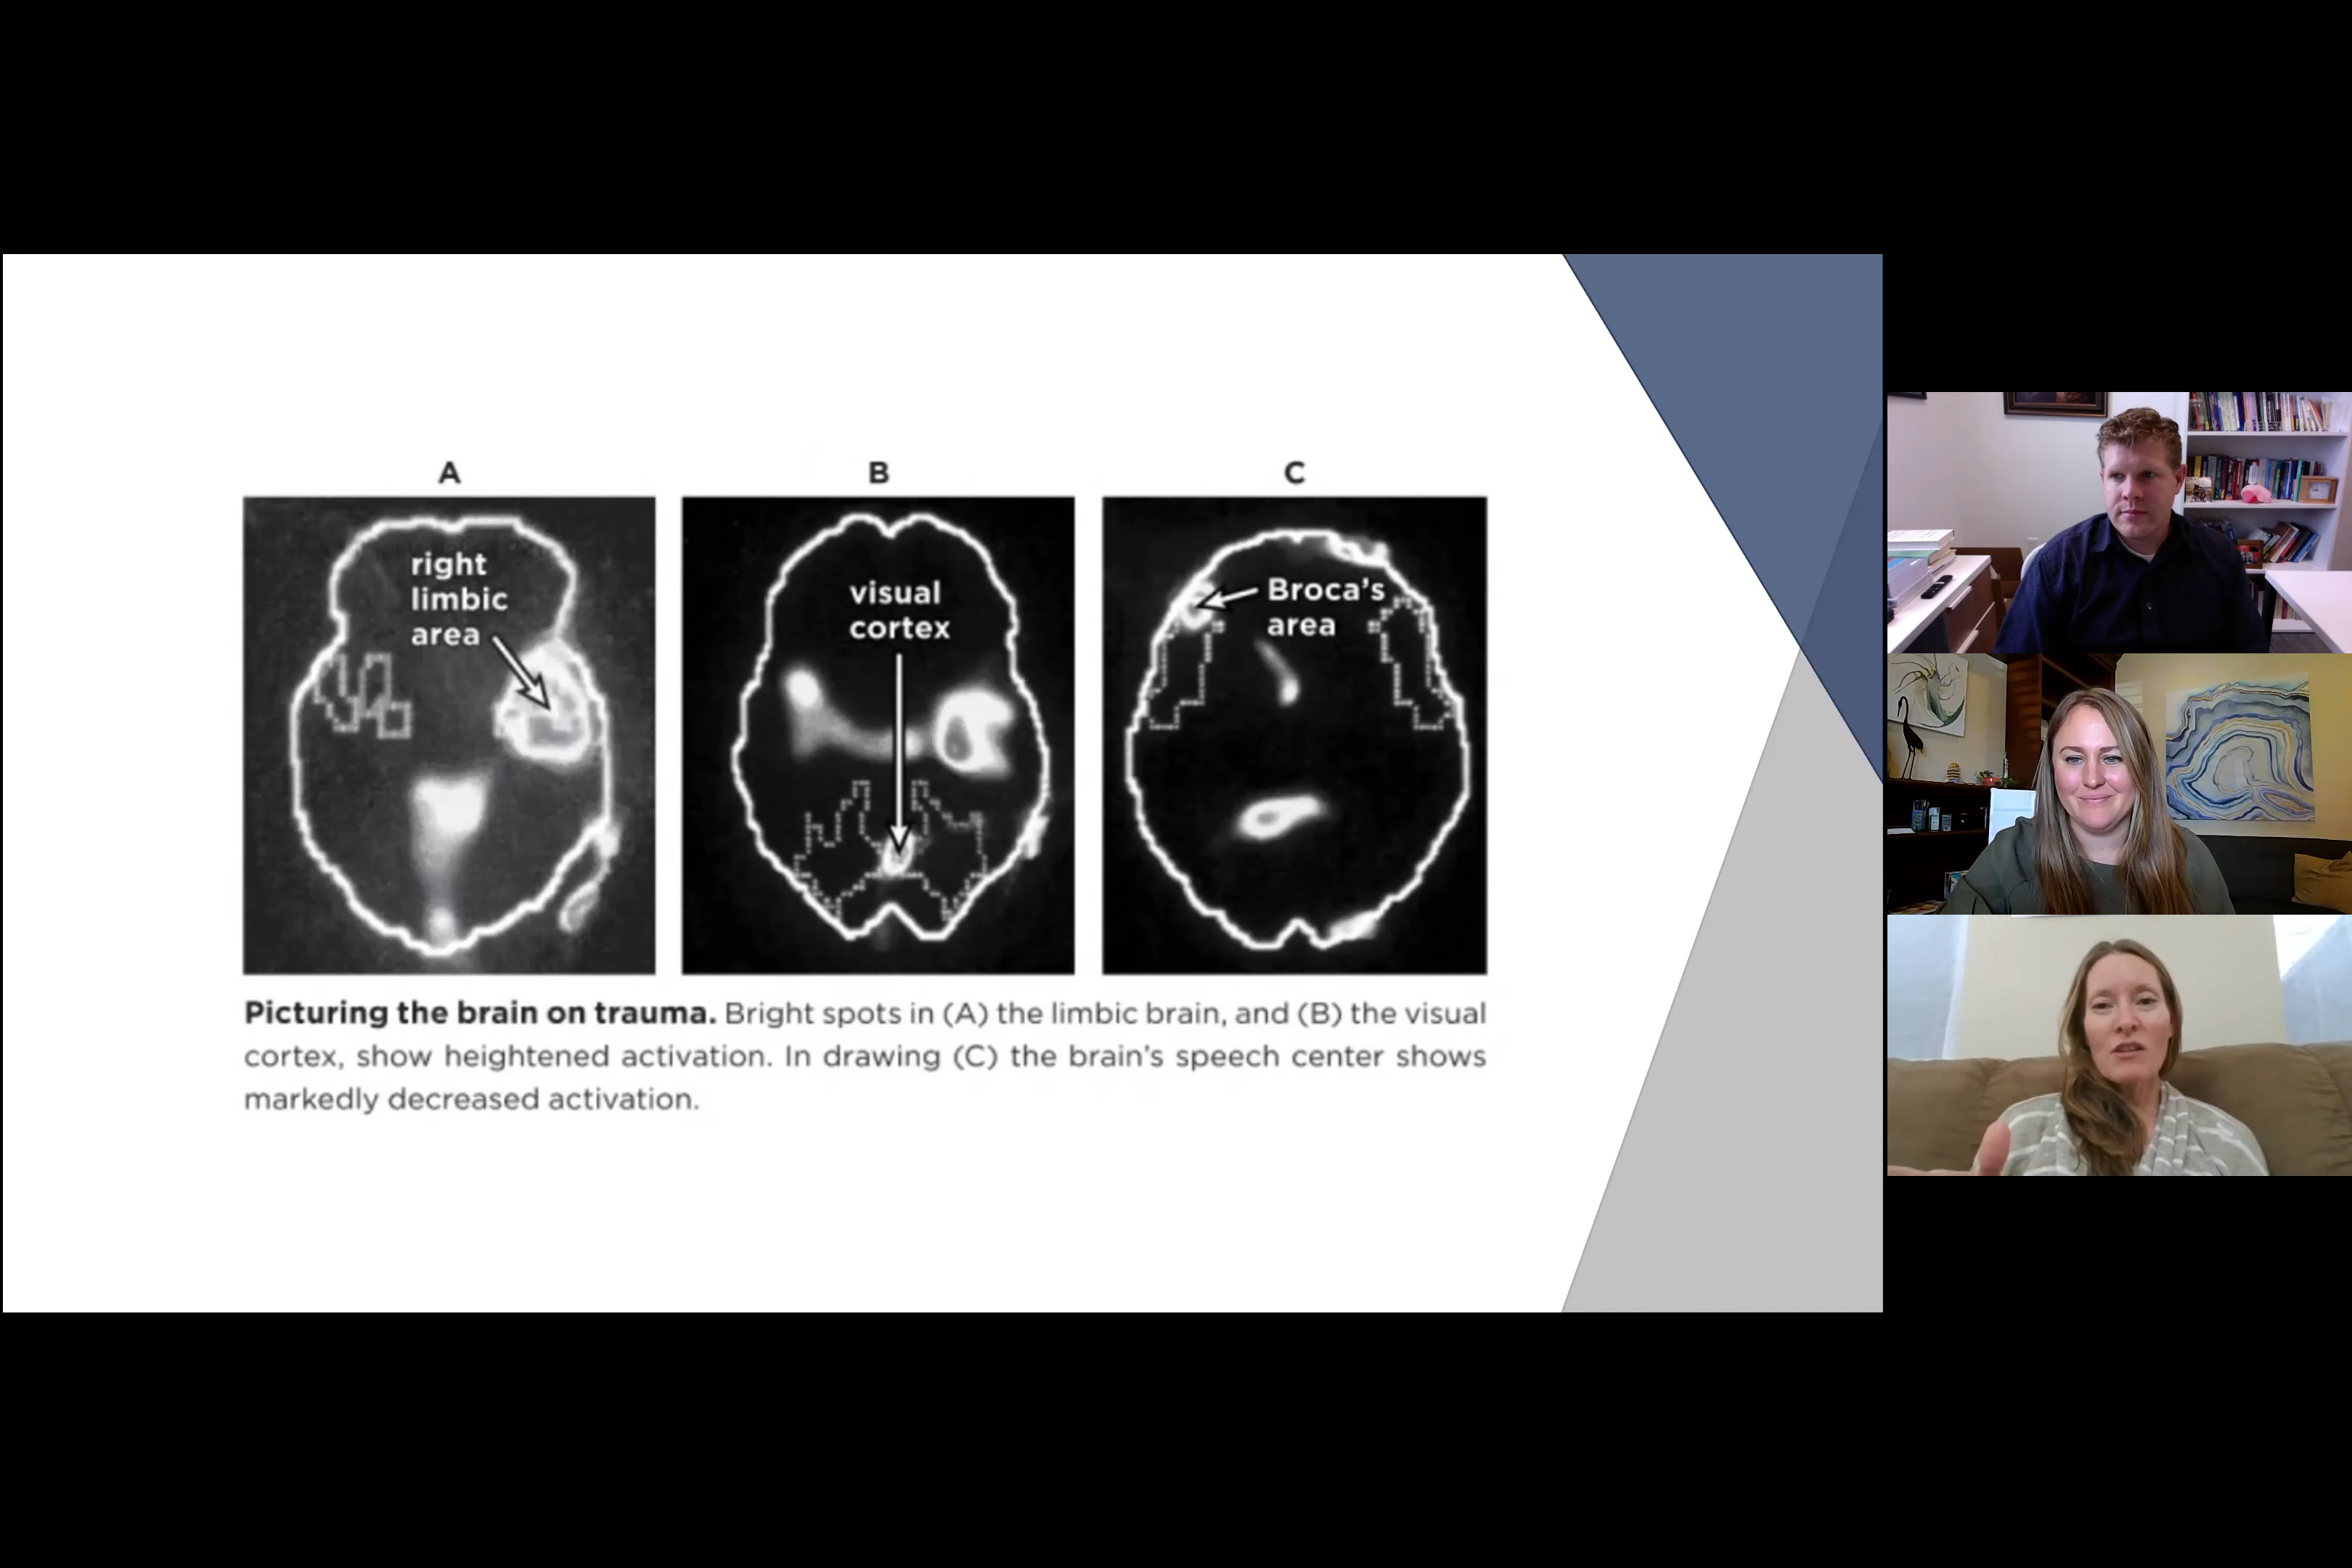 A
B
C
right
limbic
area
visual
cortex
Broca's
area
Picturing the brain on trauma. Bright spots in (A) the limbic brain, and (B) the visual
cortex, show heightened activation. In drawing (C) the brain's speech center shows
markedly decreased activation.